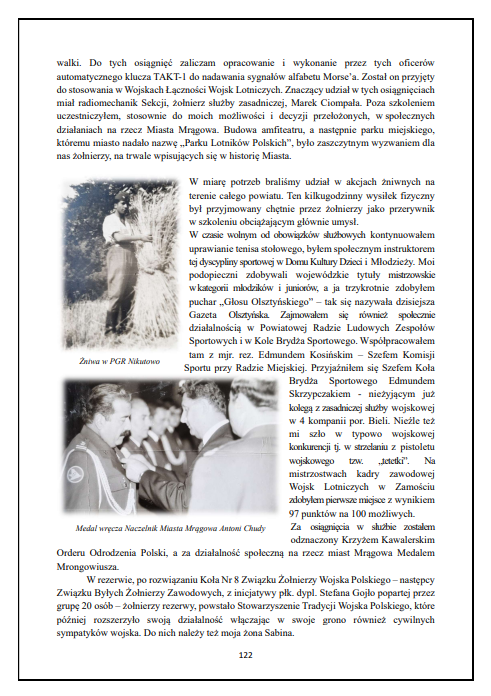 walki. Do tych osiągnięć zaliczam opracowanie i wykonanie przez tych oficerów
automatycznego klucza TAKT-1 do nadawania sygnałów alfabetu Morse’a. Został on przyjęty
do stosowania w Wojskach Łączności Wojsk Lotniczych. Znaczący udział w tych osiągnięciach
miał radiomechanik Sekcji, żołnierz służby zasadniczej, Marek Ciompała. Poza szkoleniem
uczestniczyłem, stosownie do moich możliwości i decyzji przełożonych, w społecznych
działaniach na rzecz Miasta Mrągowa. Budowa amfiteatru, a następnie parku miejskiego,
któremu miasto nadało nazwę „Parku Lotników Polskich”, było zaszczytnym wyzwaniem dla
nas żołnierzy, na trwale wpisujących się w historię Miasta.
W miarę potrzeb braliśmy udział w akcjach żniwnych na
terenie całego powiatu. Ten kilkugodzinny wysiłek fizyczny
był przyjmowany chętnie przez żołnierzy jako przerywnik
w szkoleniu obciążającym głównie umysł.
W czasie wolnym od obowiązków służbowych kontynuowałem
uprawianie tenisa stołowego, byłem społecznym instruktorem
tej dyscypliny sportowej w Domu Kultury Dzieci i Młodzieży. Moi
podopieczni zdobywali wojewódzkie tytuły mistrzowskie
w kategorii młodzików i juniorów, a ja trzykrotnie zdobyłem
puchar „Głosu Olsztyńskiego” – tak się nazywała dzisiejsza
Gazeta Olsztyńska. Zajmowałem się również społecznie
działalnością w Powiatowej Radzie Ludowych Zespołów
Sportowych i w Kole Brydża Sportowego. Współpracowałem
tam z mjr. rez. Edmundem Kosińskim – Szefem Komisji
Sportu przy Radzie Miejskiej. Przyjaźniłem się Szefem Koła
Żniwa w PGR Nikutowo
Brydża Sportowego Edmundem
Skrzypczakiem - nieżyjącym już
kolegą z zasadniczej służby wojskowej
w 4 kompanii por. Bieli. Nieźle też
mi szło w typowo wojskowej
konkurencji tj. w strzelaniu z pistoletu
wojskowego tzw. „tetetki”. Na
mistrzostwach kadry zawodowej
Wojsk Lotniczych w Zamościu
zdobyłem pierwsze miejsce z wynikiem
97 punktów na 100 możliwych.
Medal wręcza Naczelnik Miasta Mrągowa Antoni Chudy
Za osiągnięcia w służbie zostałem
odznaczony Krzyżem Kawalerskim
Orderu Odrodzenia Polski, a za działalność społeczną na rzecz miast Mrągowa Medalem
Mrongowiusza.
W rezerwie, po rozwiązaniu Koła Nr 8 Związku Żołnierzy Wojska Polskiego – następcy
Związku Byłych Żołnierzy Zawodowych, z inicjatywy płk. dypl. Stefana Gojło popartej przez
grupę 20 osób – żołnierzy rezerwy, powstało Stowarzyszenie Tradycji Wojska Polskiego, które
później rozszerzyło swoją działalność włączając w swoje grono również cywilnych
sympatyków wojska. Do nich należy też moja żona Sabina.
122